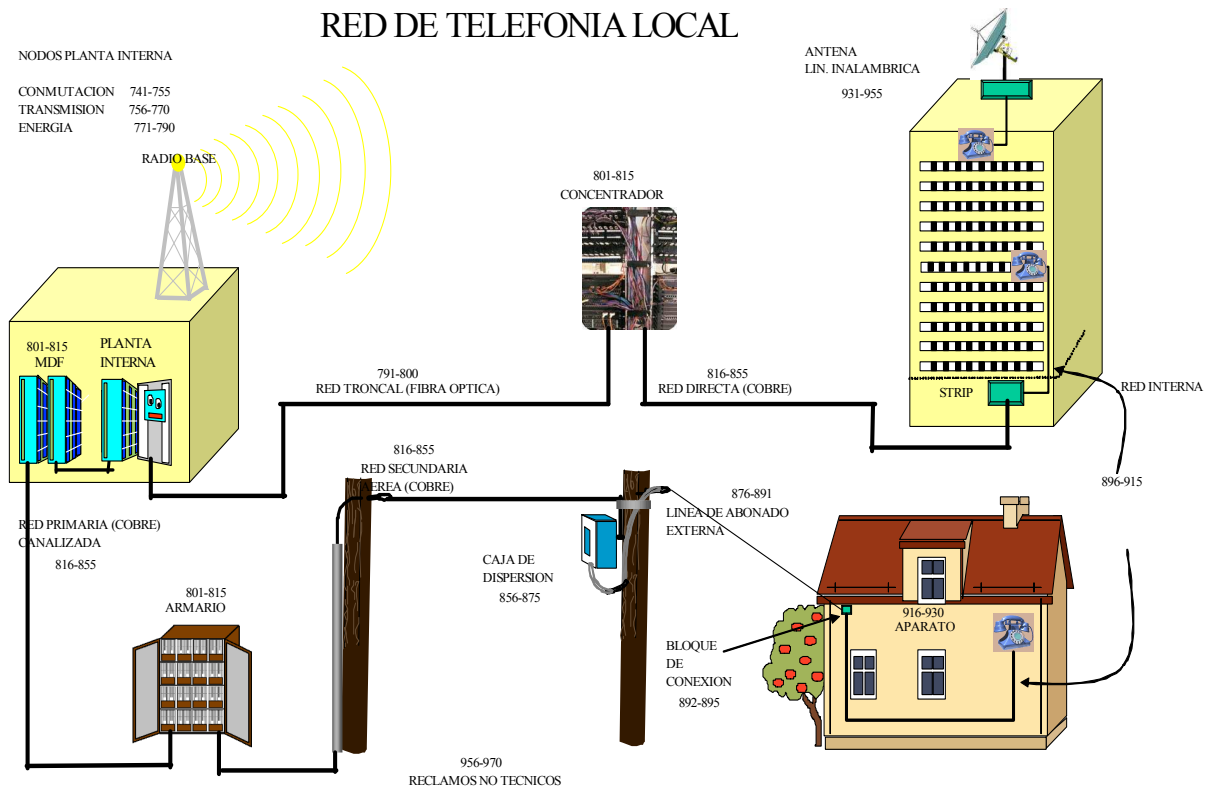 RED DE TELEFONIA LOCAL
NODOS PLANTA INTERNA
CONMUTACION 741-755
TRANSMISION 756-770
ENERGIA 771-790
RADIO BASE
ANTENA
LIN. INALAMBRICA
931-955
801-815
CONCENTRADOR
801-815
MDF
PLANTA
INTERNA
791-800
RED TRONCAL (FIBRA OPTICA)
816-855
RED DIRECTA (COBRE)
STRIP
RED INTERNA
816-855
RED SECUNDARIA
AEREA (COBRE)
876-891
LINEA DE ABONADO
EXTERNA
896-915
RED PRIMARIA (COBRE)
CANALIZADA
816-855
CAJA DE
DISPERSION
856-875
801-815
ARMARIO
916-930
APARATO
BLOQUE
DE
CONEXION
892-895
956-970
RECLAMOS NO TECNICOS